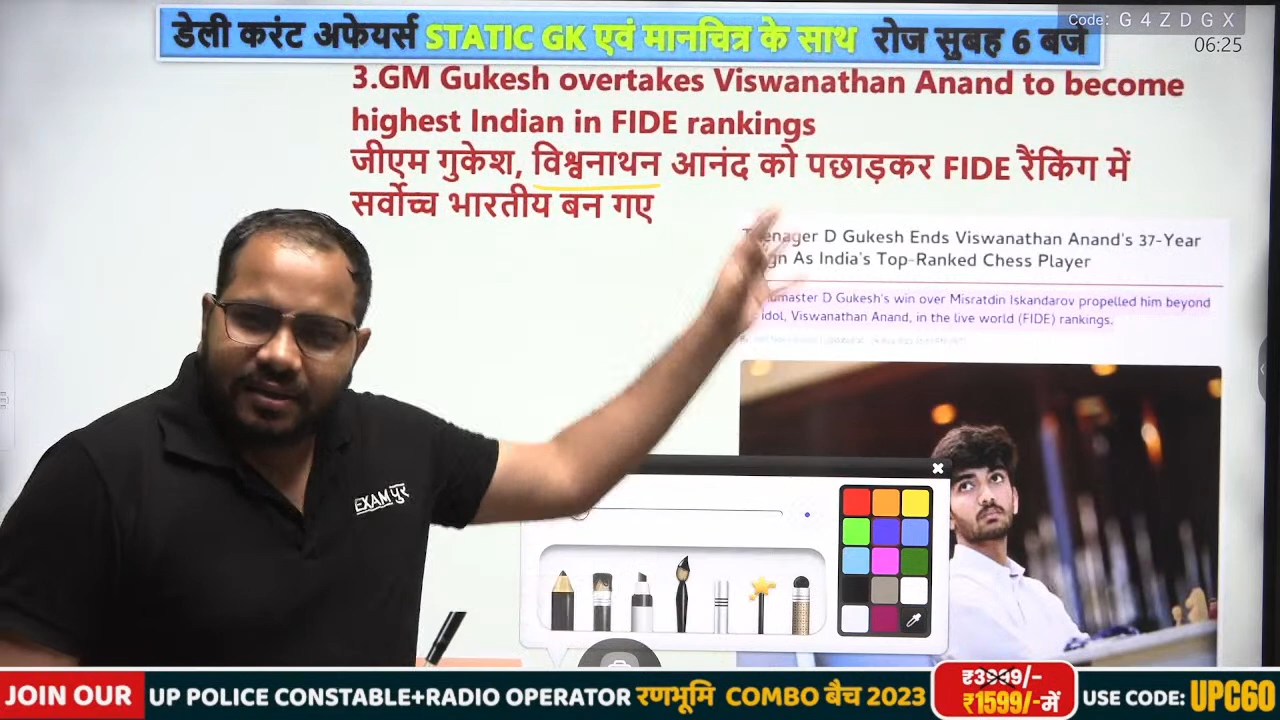 डेली करंट अफेयर्स STATIC GK एवं मानचित्र के साथ रोज सुबह 6 बजे
Code: G4ZDGX
06:25
3.GM Gukesh overtakes Viswanathan Anand to become
highest Indian in FIDE rankings
जीएम गुकेश, विश्वनाथन आनंद को पछाड़कर FIDE रैंकिंग में
सर्वोच्च भारतीय बन गए
D Gukesh Ends Viswanathan Anand's 37-Year
As India's Top-Ranked Chess Player
D Gukesh's win over Misratdin Iskandarov propelled him beyond
idol, Viswanathan Anand, in the live world (FIDE) rankings.
EXAMपुर
JOIN OUR
UP POLICE CONSTABLE+RADIO OPERATOR रणभूमि COMBO बैच 2023
₹3999/-
₹1599/-में
USE CODE: UPC60